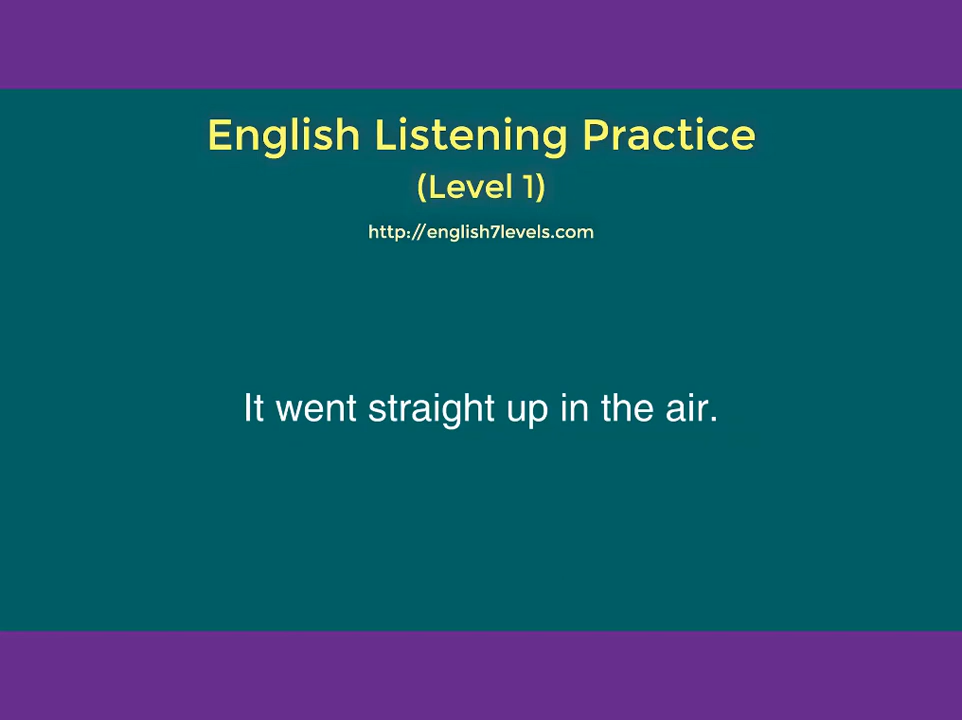 English Listening Practice
(Level 1)
http://english7levels.com
It went straight up in the air.